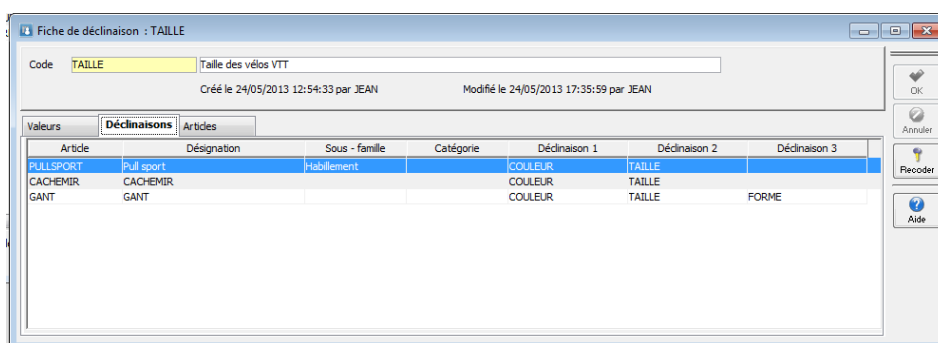 Fiche de déclinaison : TAILLE
Code TAILLE Taille des vélos VTT
Créé le 24/05/2013 12:54:33 par JEAN Modifié le 24/05/2013 17:35:59 par JEAN
OK
Annuler
Recoder
Aide
Valeurs Déclinaisons Articles
Article Désignation Sous - famille Catégorie Déclinaison 1 Déclinaison 2 Déclinaison 3
PULLSPORT Pull sport Habillement COULEUR TAILLE
CACHEMIR CACHEMIR COULEUR TAILLE
GANT GANT COULEUR TAILLE FORME